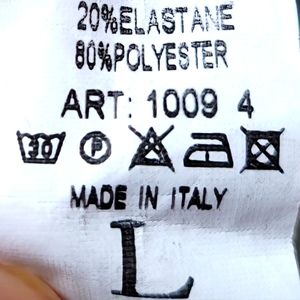 20%ELASTANE
80%POLYESTER
ART: 1009 4
30 P
MADE IN ITALY
L